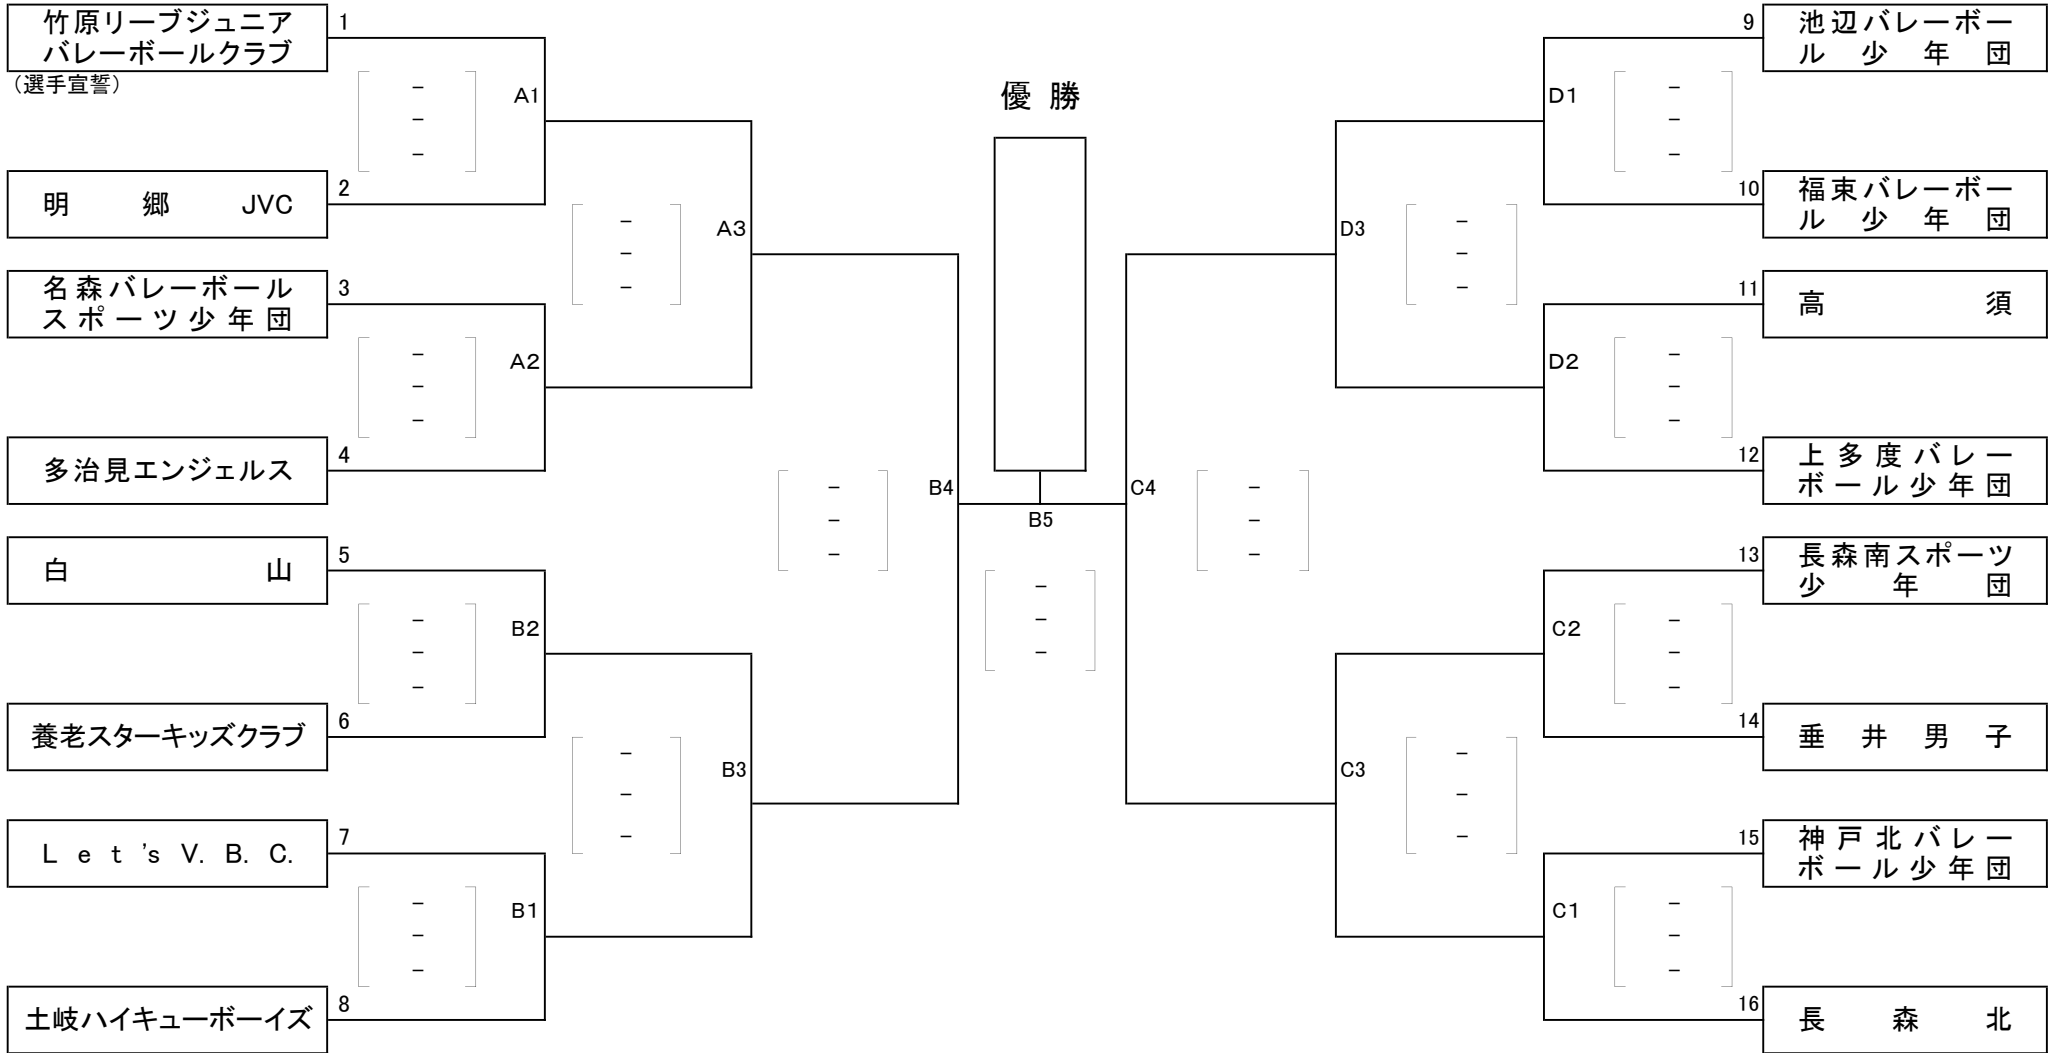 竹原リーブジュニア
バレーボールクラブ
(選手宣誓)
1
A1
-
-
-
明郷JVC
2
A3
-
-
-
名森バレーボール
スポーツ少年団
3
A2
-
-
-
多治見エンジェルス
4
B4
-
-
-
白山
5
B2
-
-
-
養老スターキッズクラブ
6
B3
-
-
-
Let's V. B. C.
7
B1
-
-
-
土岐ハイキューボーイズ
8
優勝
B5
-
-
-
9
池辺バレーボー
ル少年団
D1
-
-
-
10
福束バレーボー
ル少年団
D3
-
-
-
11
高須
D2
-
-
-
12
上多度バレー
ボール少年団
C4
-
-
-
13
長森南スポーツ
少年団
C2
-
-
-
14
垂井男子
C3
-
-
-
15
神戸北バレー
ボール少年団
C1
-
-
-
16
長森北